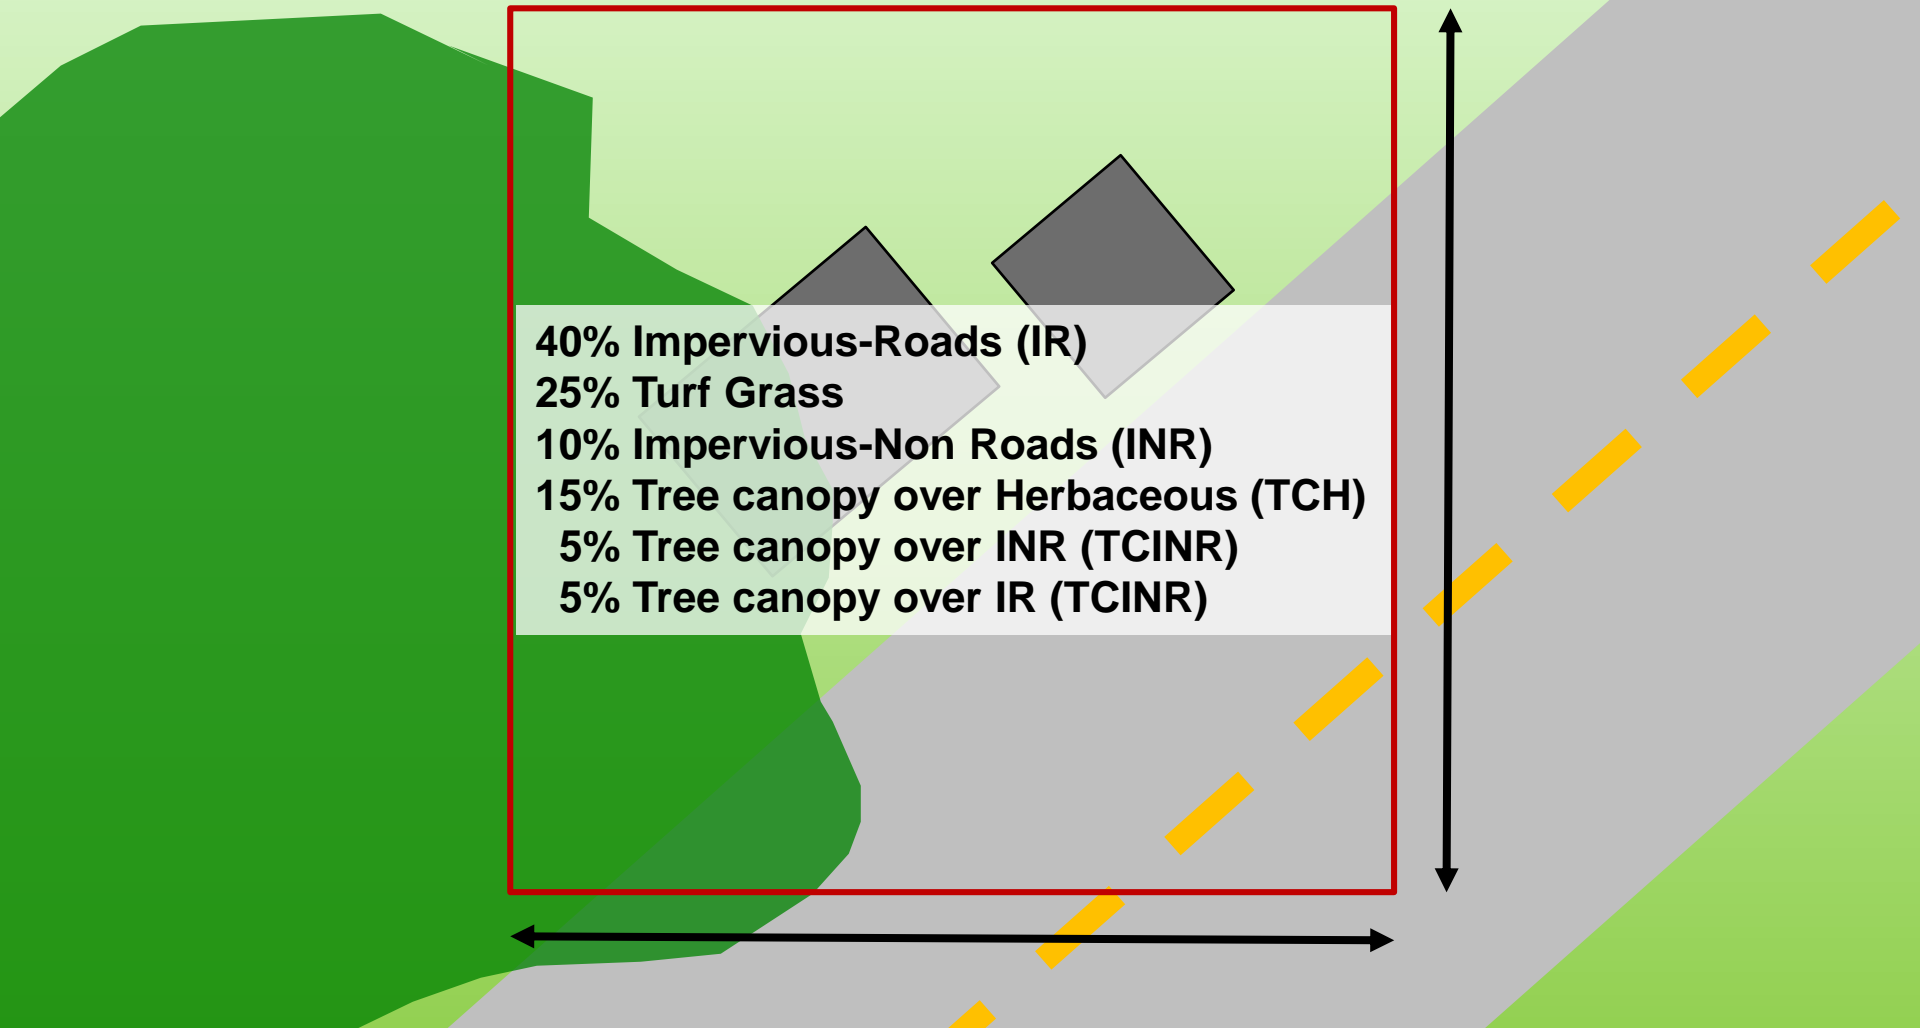 40% Impervious-Roads (IR)
25% Turf Grass
10% Impervious-Non Roads (INR)
15% Tree canopy over Herbaceous (TCH)
5% Tree canopy over INR (TCINR)
5% Tree canopy over IR (TCINR)